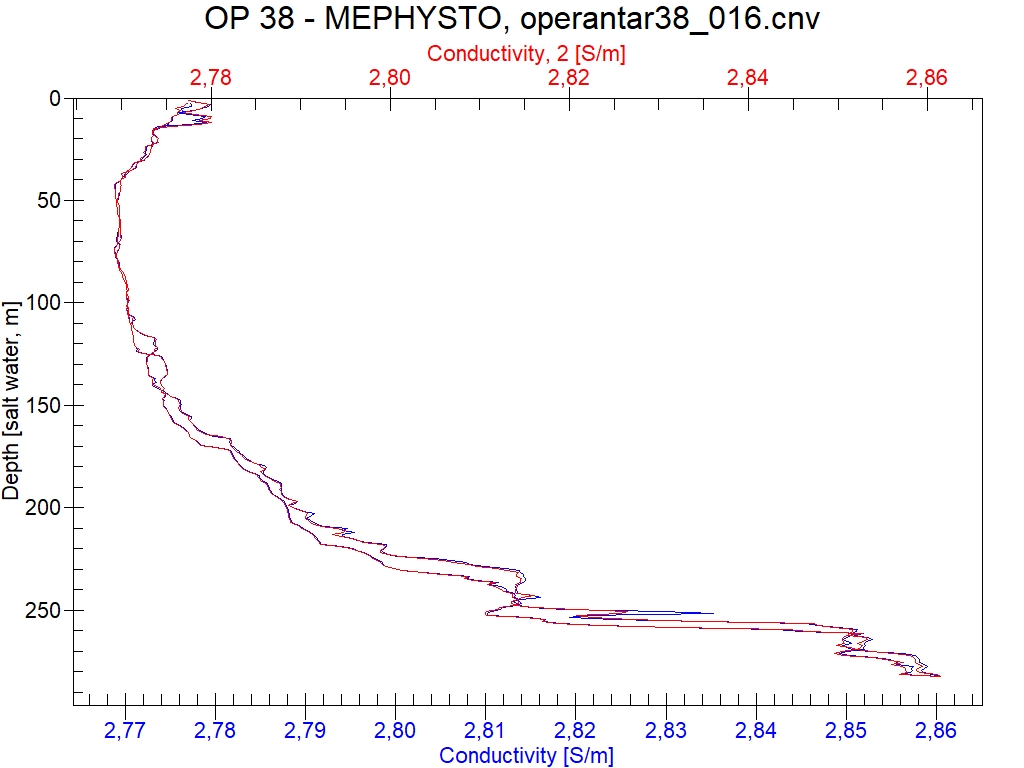 OP 38 - MEPHYSTO, operantar38_016.cnv
Conductivity, 2 [S/m]
2,78 2,80 2,82 2,84 2,86
0
50
100
150
200
250
Depth [salt water, m]
2,77 2,78 2,79 2,80 2,81 2,82 2,83 2,84 2,85 2,86
Conductivity [S/m]